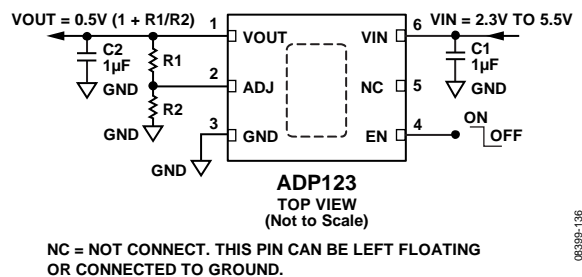 VOUT = 0.5V (1 + R1/R2)
1
6
VIN = 2.3V TO 5.5V
VOUT
VIN
C2
1µF
R1
C1
1µF
GND
2
ADJ
NC
5
GND
R2
GND
3
GND
EN
4
ON
OFF
GND
ADP123
TOP VIEW
(Not to Scale)
NC = NOT CONNECT. THIS PIN CAN BE LEFT FLOATING
OR CONNECTED TO GROUND.
08399-136